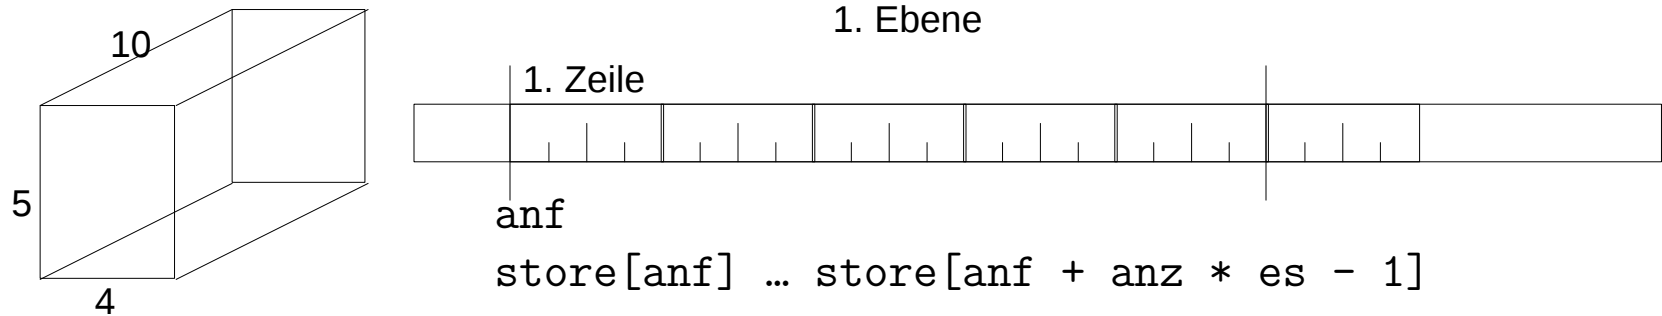 1. Ebene
10
1. Zeile
5
anf
store[anf] … store[anf + anz * es - 1]
4